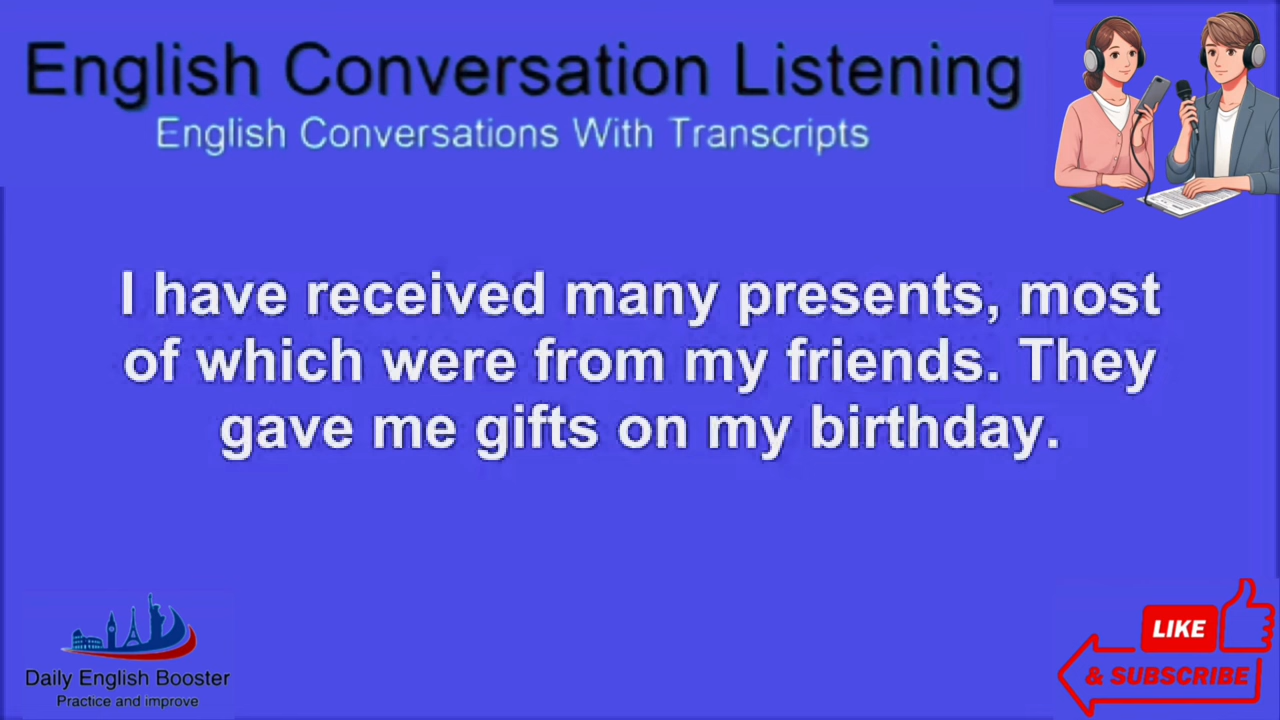 English Conversation Listening
English Conversations With Transcripts
I have received many presents, most
of which were from my friends. They
gave me gifts on my birthday.
Daily English Booster
Practice and improve
LIKE
& SUBSCRIBE